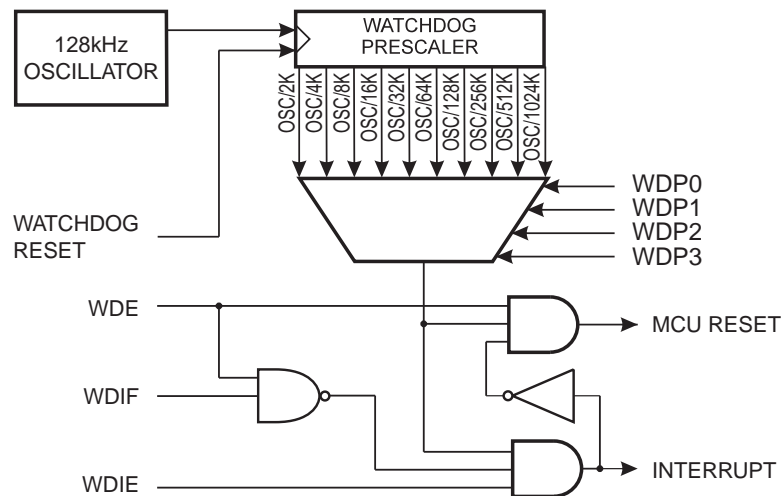 128kHz
OSCILLATOR
WATCHDOG
PRESCALER
OSC/2K
OSC/4K
OSC/8K
OSC/16K
OSC/32K
OSC/64K
OSC/128K
OSC/256K
OSC/512K
OSC/1024K
WATCHDOG
RESET
WDP0
WDP1
WDP2
WDP3
WDE
MCU RESET
WDIF
WDIE
INTERRUPT